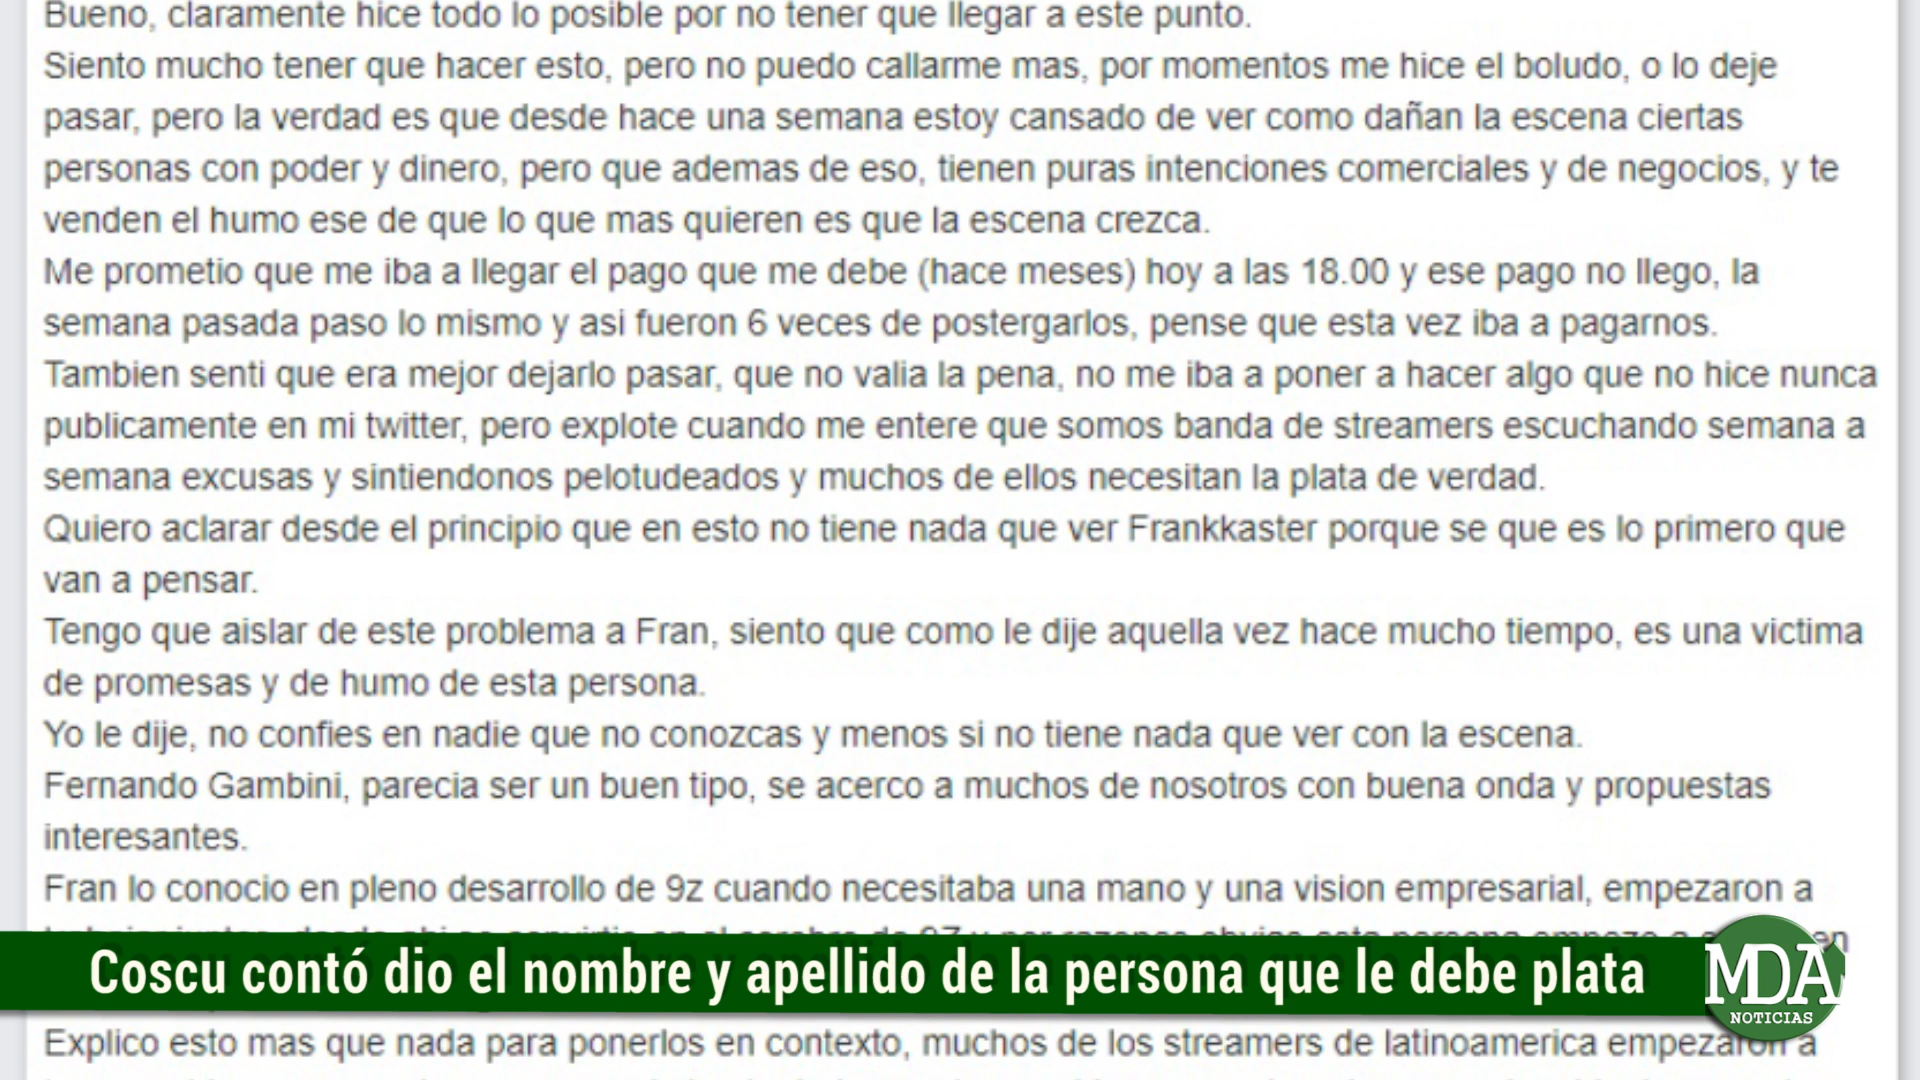 Bueno, claramente hice todo lo posible por no tener que llegar a este punto.
Siento mucho tener que hacer esto, pero no puedo callarme mas, por momentos me hice el boludo, o lo deje
pasar, pero la verdad es que desde hace una semana estoy cansado de ver como dañan la escena ciertas
personas con poder y dinero, pero que ademas de eso, tienen puras intenciones comerciales y de negocios, y te
venden el humo ese de que lo que mas quieren es que la escena crezca.
Me prometio que me iba a llegar el pago que me debe (hace meses) hoy a las 18.00 y ese pago no llego, la
semana pasada paso lo mismo y asi fueron 6 veces de postergarlos, pense que esta vez iba a pagarnos.
Tambien senti que era mejor dejarlo pasar, que no valia la pena, no me iba a poner a hacer algo que no hice nunca
publicamente en mi twitter, pero explote cuando me entere que somos banda de streamers escuchando semana a
semana excusas y sintiendonos pelotudeados y muchos de ellos necesitan la plata de verdad.
Quiero aclarar desde el principio que en esto no tiene nada que ver Frankkaster porque se que es lo primero que
van a pensar.
Tengo que aislar de este problema a Fran, siento que como le dije aquella vez hace mucho tiempo, es una victima
de promesas y de humo de esta persona.
Yo le dije, no confies en nadie que no conozcas y menos si no tiene nada que ver con la escena.
Fernando Gambini, parecia ser un buen tipo, se acerco a muchos de nosotros con buena onda y propuestas
interesantes.
Fran lo conocio en pleno desarrollo de 9z cuando necesitaba una mano y una vision empresarial, empezaron a
en
Coscu contó dio el nombre y apellido de la persona que le debe plata
MDA
NOTICIAS
Explico esto mas que nada para ponerlos en contexto, muchos de los streamers de latinoamerica empezaron a